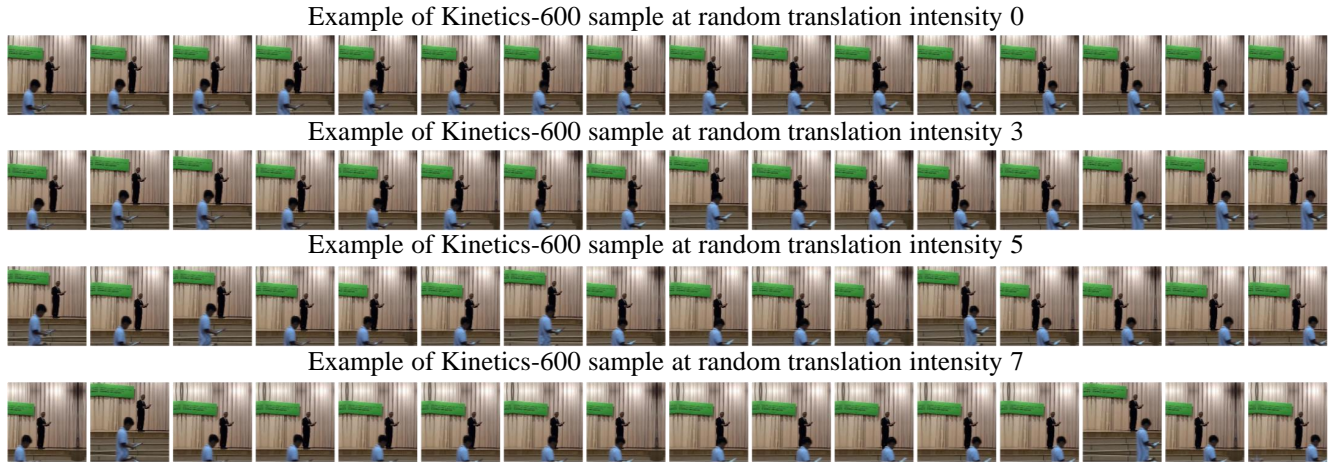 Example of Kinetics-600 sample at random translation intensity 0
Example of Kinetics-600 sample at random translation intensity 3
Example of Kinetics-600 sample at random translation intensity 5
Example of Kinetics-600 sample at random translation intensity 7